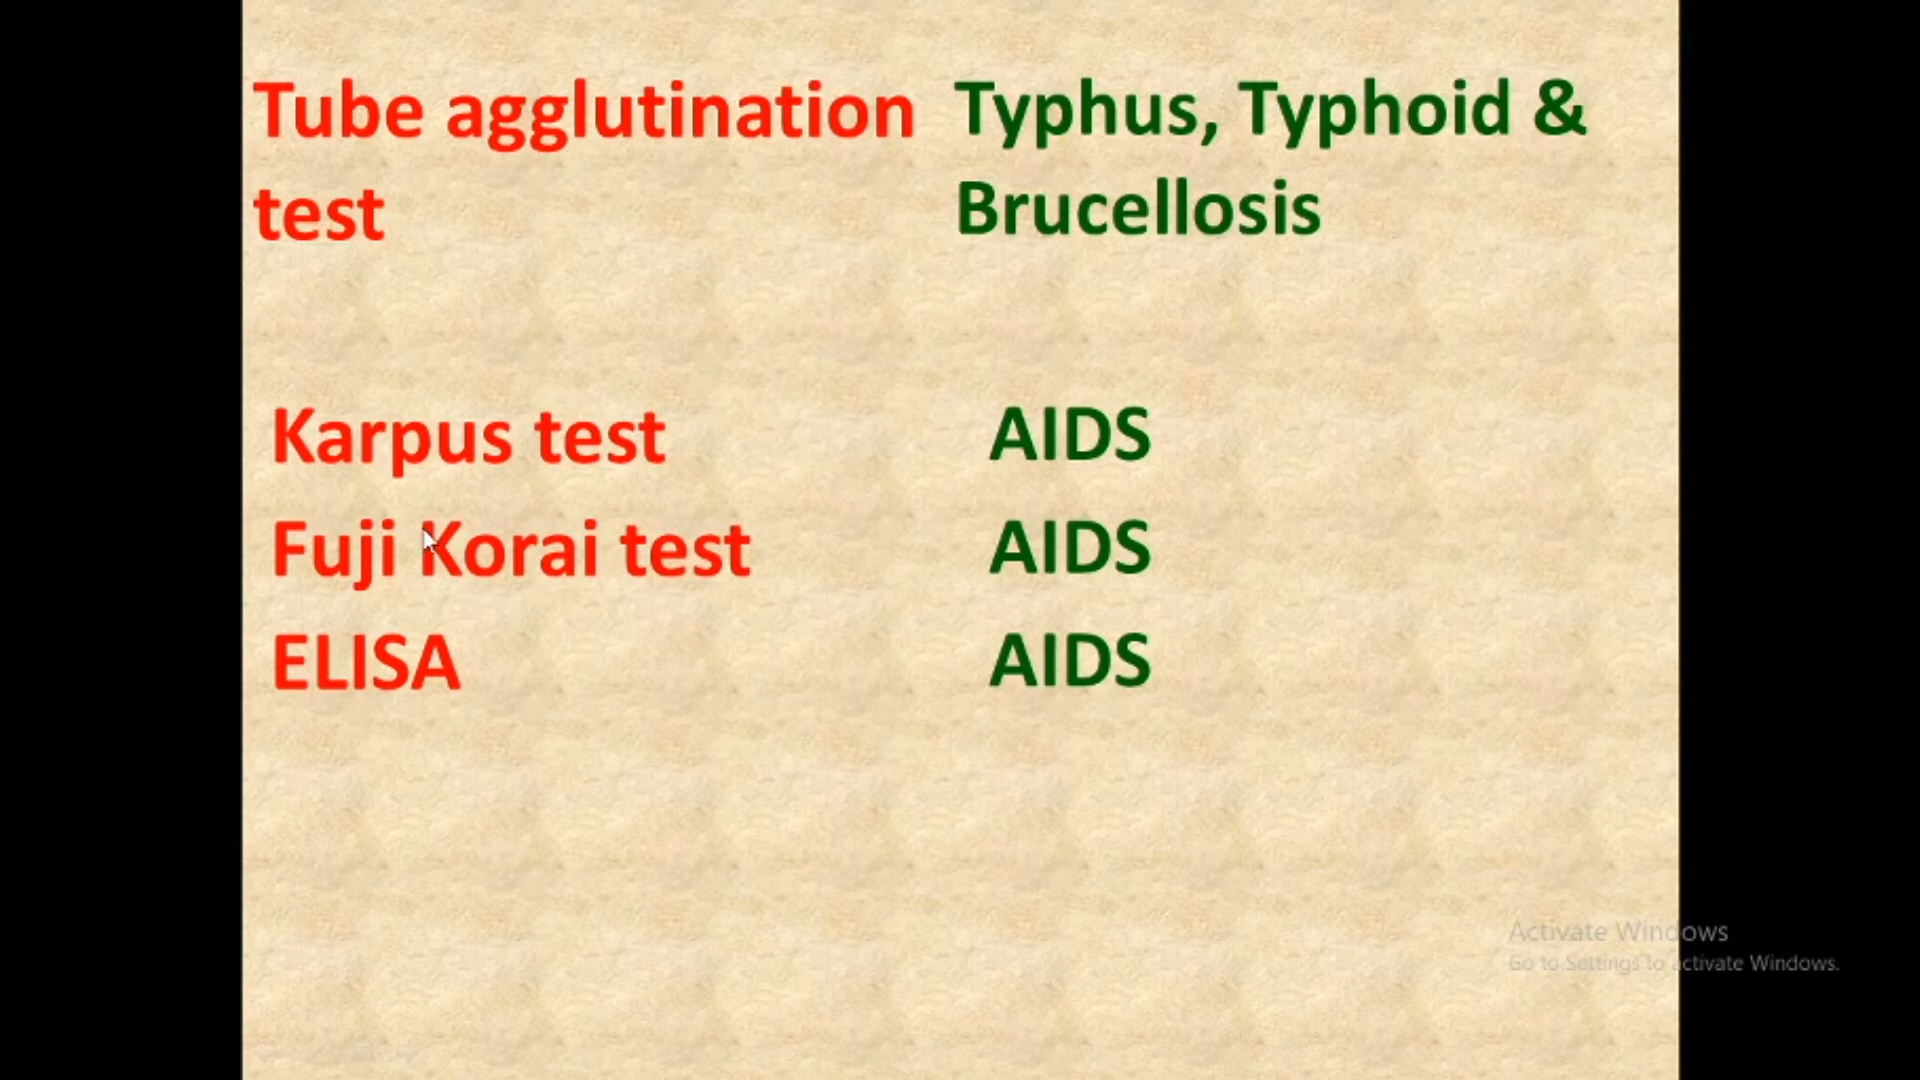 Tube agglutination Typhus, Typhoid &
test Brucellosis
Karpus test AIDS
Fuji Korai test AIDS
ELISA AIDS
Activate Windows
Go to Settings to activate Windows.